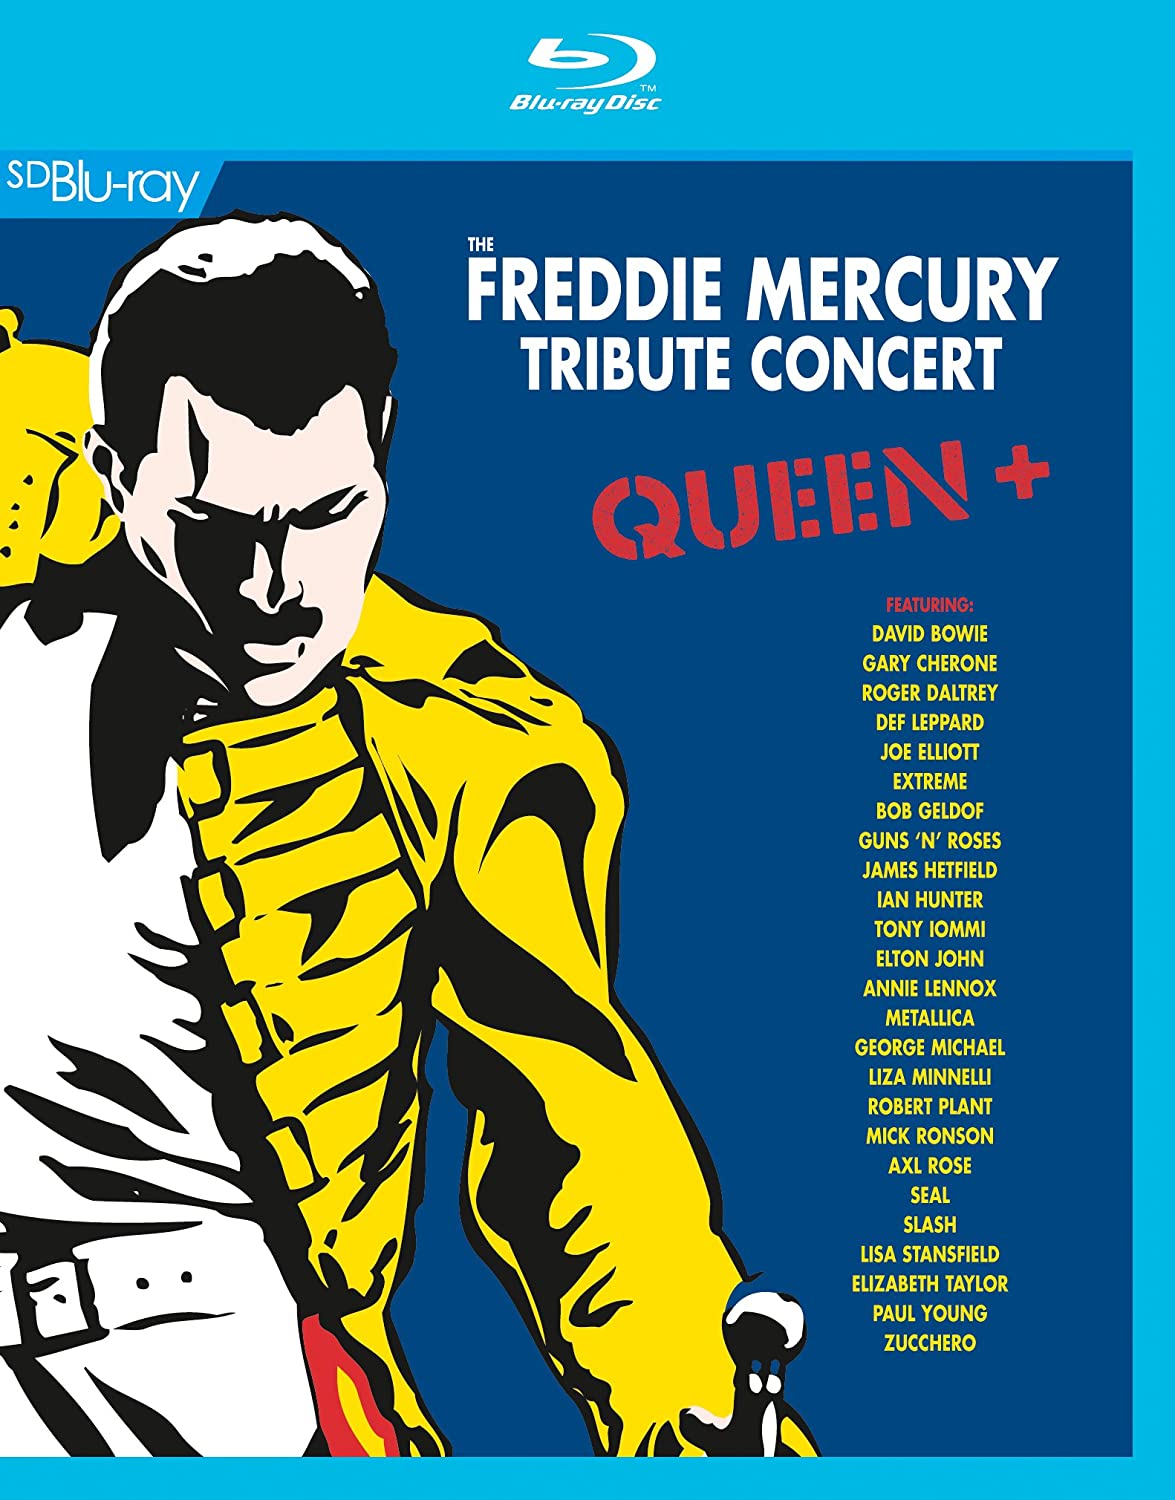 Blu-ray Disc TM
SDBlu-ray
THE
FREDDIE MERCURY
TRIBUTE CONCERT
QUEEN +
FEATURING:
DAVID BOWIE
GARY CHERONE
ROGER DALTREY
DEF LEPPARD
JOE ELLIOTT
EXTREME
BOB GELDOF
GUNS ‘N’ ROSES
JAMES HETFIELD
IAN HUNTER
TONY IOMMI
ELTON JOHN
ANNIE LENNOX
METALLICA
GEORGE MICHAEL
LIZA MINNELLI
ROBERT PLANT
MICK RONSON
AXL ROSE
SEAL
SLASH
LISA STANSFIELD
ELIZABETH TAYLOR
PAUL YOUNG
ZUCCHERO